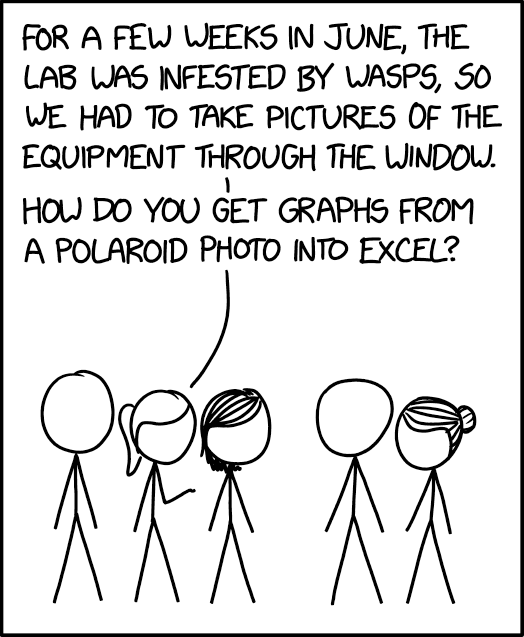 FOR A FEW WEEKS IN JUNE, THE
LAB WAS INFESTED BY WASPS, SO
WE HAD TO TAKE PICTURES OF THE
EQUIPMENT THROUGH THE WINDOW.
HOW DO YOU GET GRAPHS FROM
A POLAROID PHOTO INTO EXCEL?